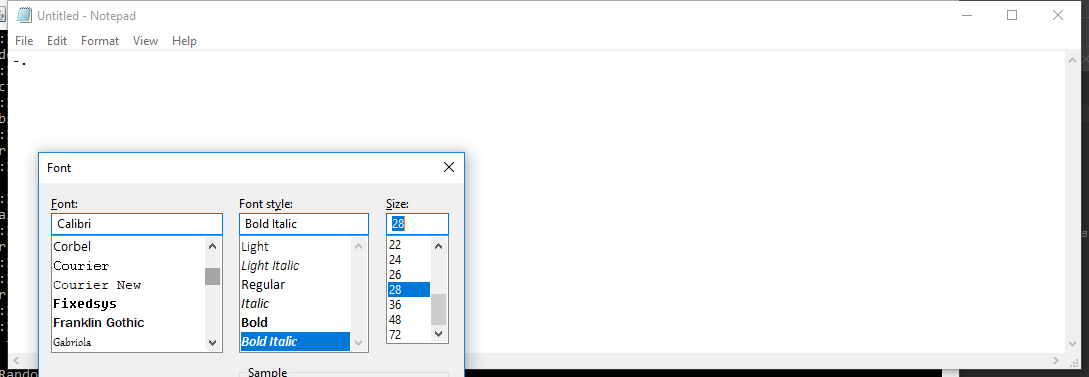 Untitled - Notepad
File Edit Format View Help
-.
Font
Font: Font style: Size:
Calibri Bold Italic 28
Corbel Light 22
Courier Light Italic 24
Courier New Regular 26
Fixedsys Italic 28
Franklin Gothic Bold 36
Gabriola Bold Italic 48
72
Sample
Rando